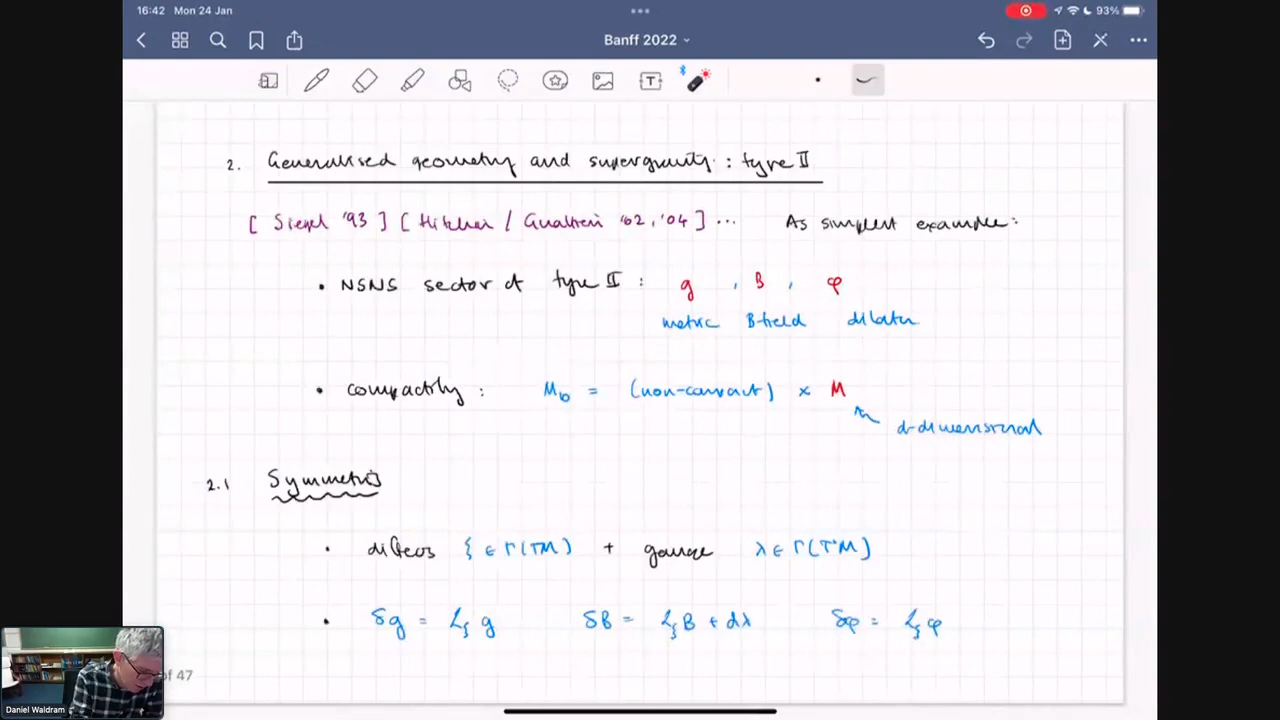 16:42 Mon 24 Jan
93%
Banff 2022
2. Generalised geometry and supergravity : type II
[ Siegel '93 ] [ Hitchin / Gualtieri '02, '04 ] ... As simplest example :
• NSNS sector of type II : g , B , φ
metric B-field dilaton
• compactify : M₁₀ = (non-compact) × M
d-dimensional
2.1 Symmetries
• diffeos ξ ∈ Γ(TM) + gauge λ ∈ Γ(T*M)
• δg = L_ξ g δB = L_ξ B + dλ δφ = L_ξ φ
of 47
Daniel Waldram